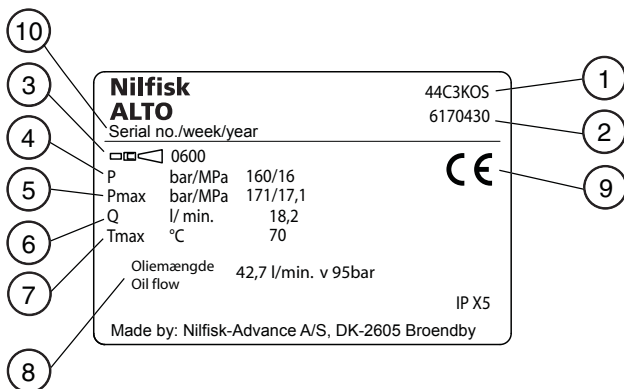 10
3
4
5
6
7
8
1
2
9
Nilfisk
ALTO
44C3KOS
6170430
Serial no./week/year
0600
P bar/MPa 160/16
Pmax bar/MPa 171/17,1
Q l/ min. 18,2
Tmax °C 70
CE
Oliemængde
Oil flow
42,7 l/min. v 95bar
IP X5
Made by: Nilfisk-Advance A/S, DK-2605 Broendby